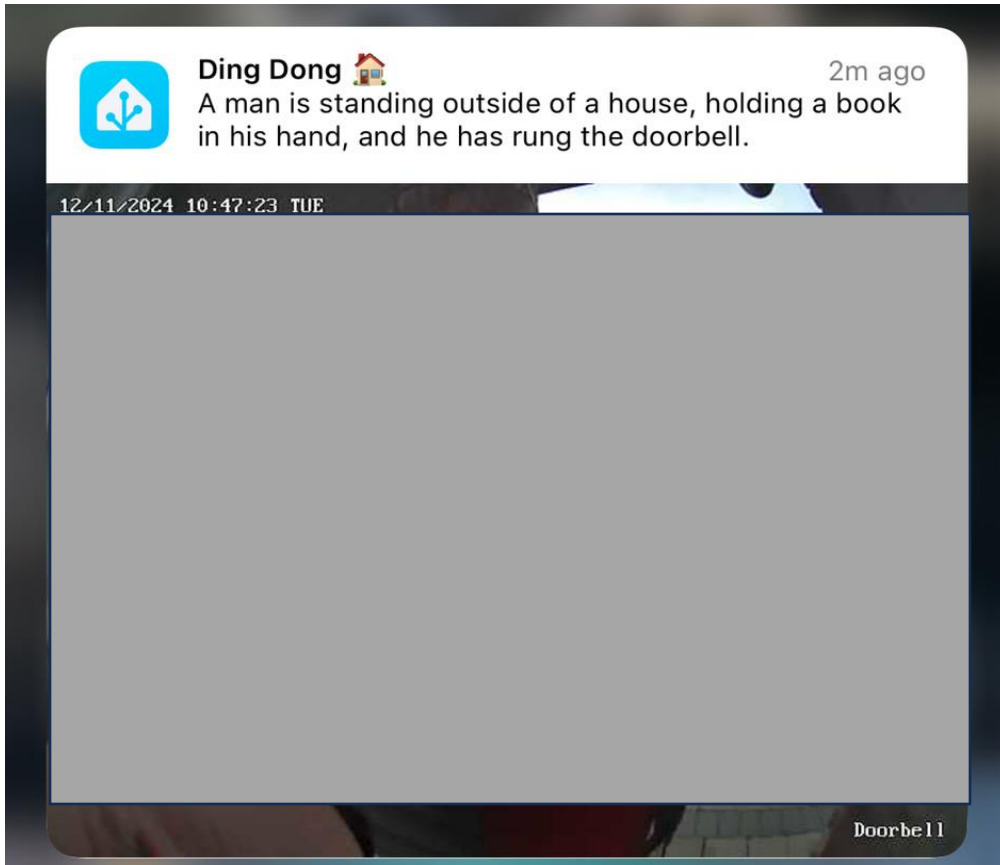 Ding Dong 🏠
2m ago
A man is standing outside of a house, holding a book
in his hand, and he has rung the doorbell.
12/11/2024 10:47:23 TUE
Doorbell